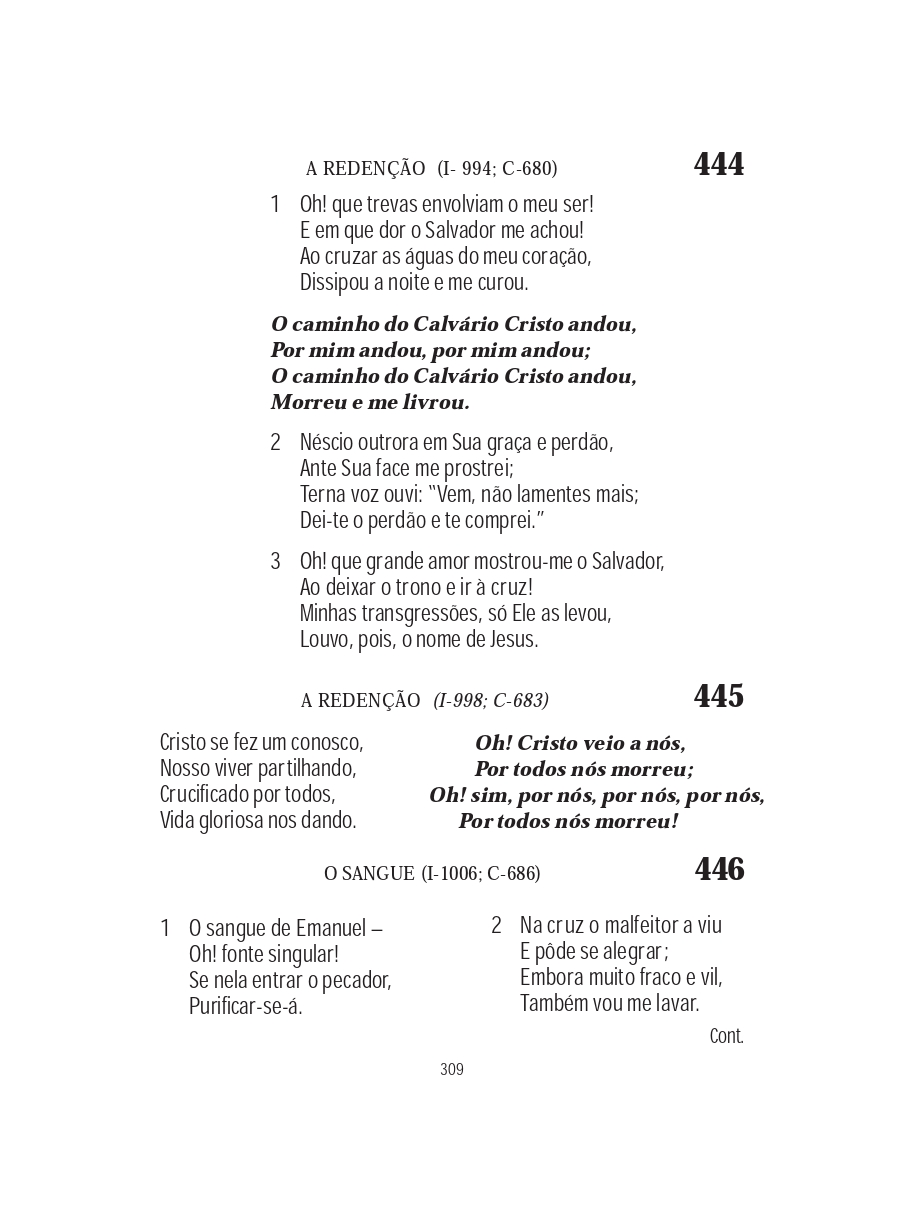 A REDENÇÃO (I- 994; C-680) 444
1 Oh! que trevas envolviam o meu ser!
E em que dor o Salvador me achou!
Ao cruzar as águas do meu coração,
Dissipou a noite e me curou.
O caminho do Calvário Cristo andou,
Por mim andou, por mim andou;
O caminho do Calvário Cristo andou,
Morreu e me livrou.
2 Néscio outrora em Sua graça e perdão,
Ante Sua face me prostrei;
Terna voz ouvi: “Vem, não lamentes mais;
Dei-te o perdão e te comprei.”
3 Oh! que grande amor mostrou-me o Salvador,
Ao deixar o trono e ir à cruz!
Minhas transgressões, só Ele as levou,
Louvo, pois, o nome de Jesus.
A REDENÇÃO (I-998; C-683) 445
Cristo se fez um conosco,
Nosso viver partilhando,
Crucificado por todos,
Vida gloriosa nos dando.
Oh! Cristo veio a nós,
Por todos nós morreu;
Oh! sim, por nós, por nós, por nós,
Por todos nós morreu!
O SANGUE (I-1006; C-686) 446
1 O sangue de Emanuel –
Oh! fonte singular!
Se nela entrar o pecador,
Purificar-se-á.
2 Na cruz o malfeitor a viu
E pôde se alegrar;
Embora muito fraco e vil,
Também vou me lavar.
Cont.
309